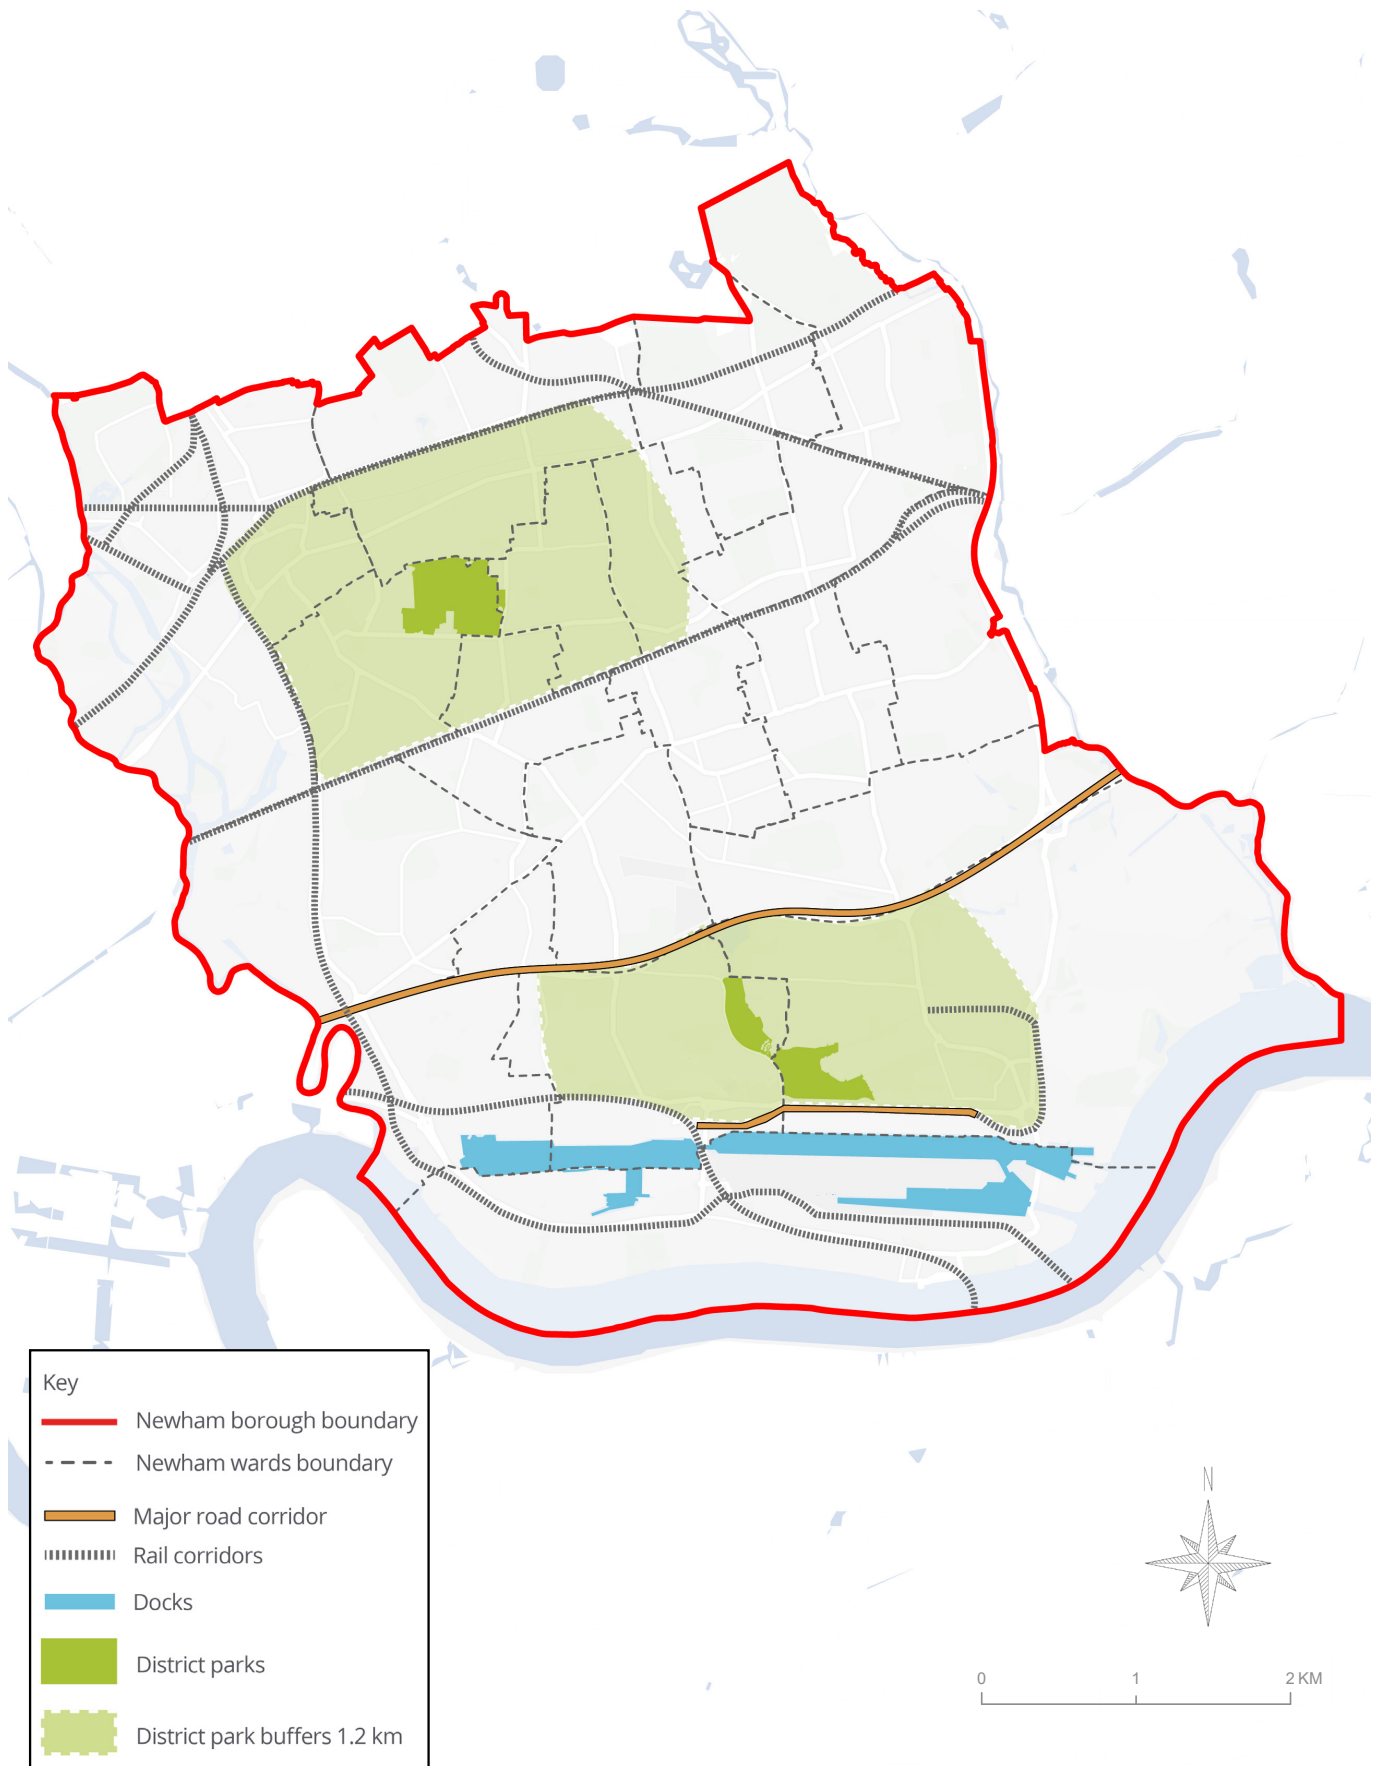 Key
Newham borough boundary
Newham wards boundary
Major road corridor
Rail corridors
Docks
District parks
District park buffers 1.2 km
N
0 1 2 KM